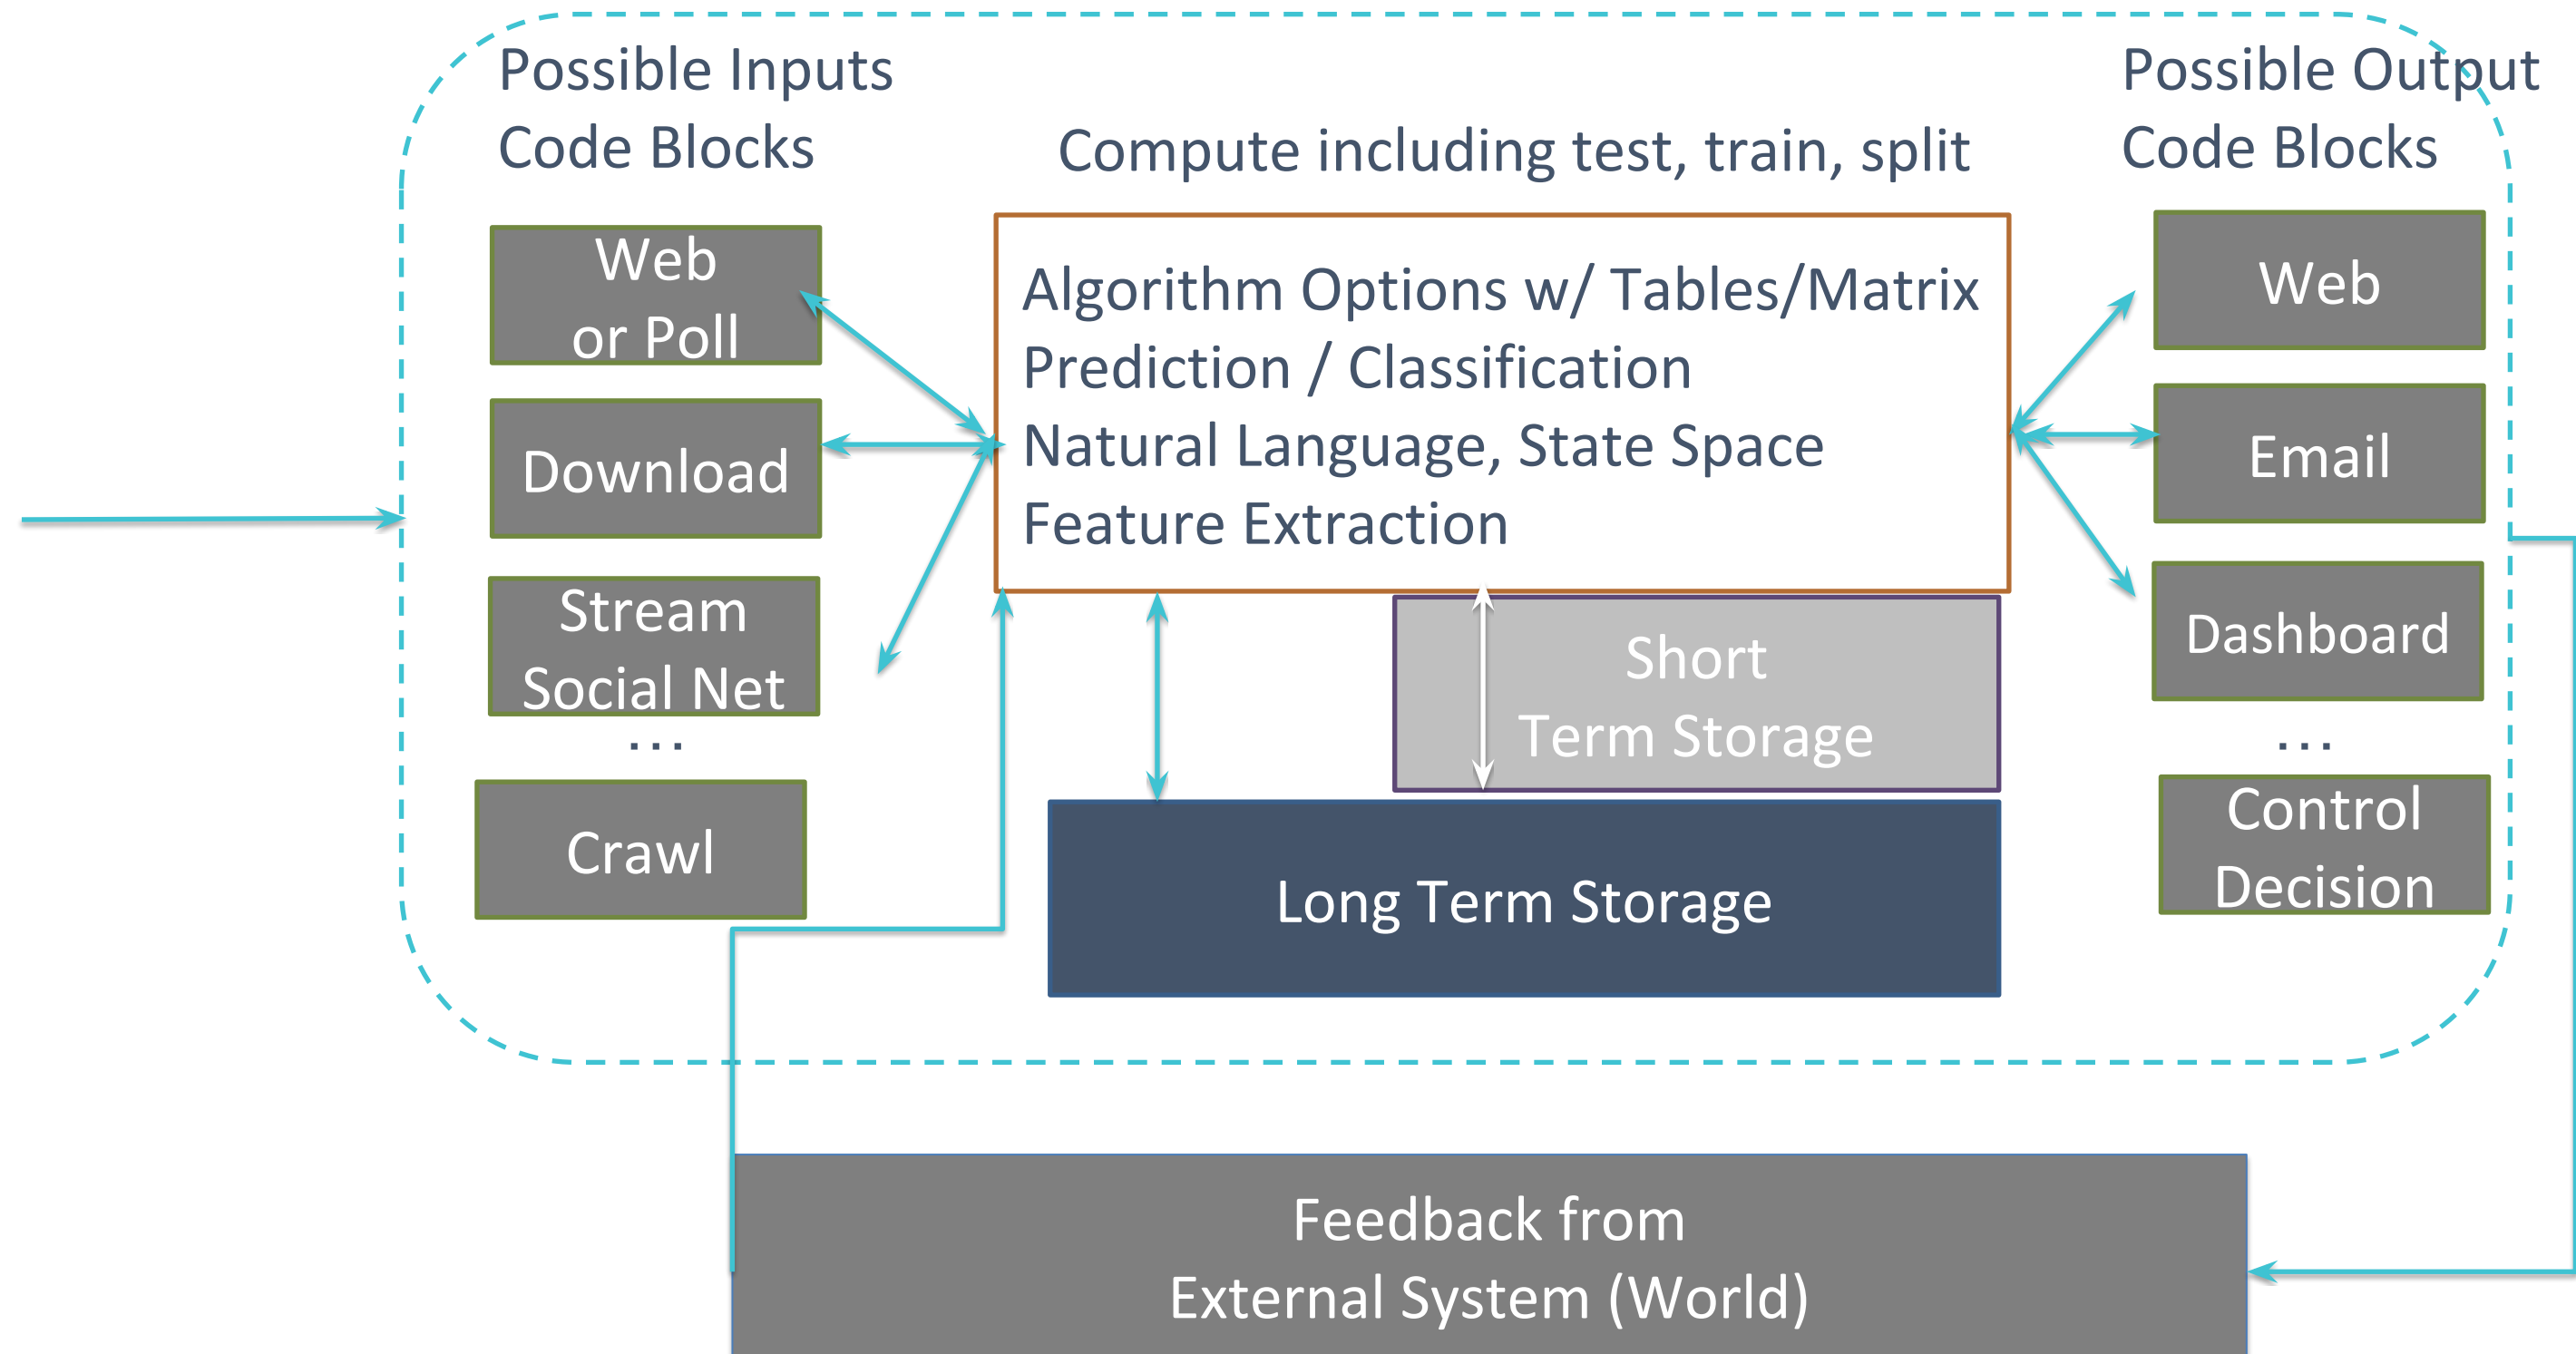 Possible Inputs
Code Blocks
Web
or Poll
Download
Stream
Social Net
...
Crawl
Compute including test, train, split
Algorithm Options w/ Tables/Matrix
Prediction / Classification
Natural Language, State Space
Feature Extraction
Short
Term Storage
Long Term Storage
Possible Output
Code Blocks
Web
Email
Dashboard
...
Control
Decision
Feedback from
External System (World)